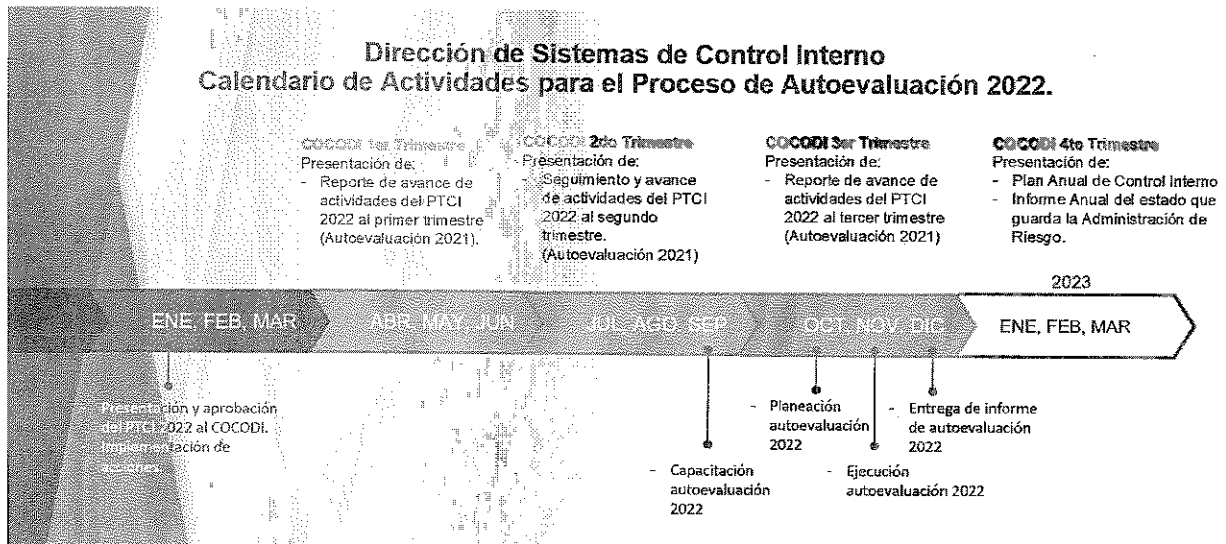 Dirección de Sistemas de Control Interno
Calendario de Actividades para el Proceso de Autoevaluación 2022.
COCODI 1er Trimestre
Presentación de:
- Reporte de avance de
actividades del PTCI
2022 al primer trimestre
(Autoevaluación 2021).
COCODI 2do Trimestre
Presentación de:
- Seguimiento y avance
de actividades del PTCI
2022 al segundo
trimestre.
(Autoevaluación 2021)
COCODI 3er Trimestre
Presentación de:
- Reporte de avance de
actividades del PTCI
2022 al tercer trimestre
(Autoevaluación 2021)
COCODI 4to Trimestre
Presentación de:
- Plan Anual de Control Interno
- Informe Anual del estado que
guarda la Administración de
Riesgo.
2023
ENE, FEB, MAR
ABR, MAY, JUN
JUL, AGO, SEP
OCT, NOV, DIC
ENE, FEB, MAR
Presentación y aprobación
del PTCI 2022 al COCODI.
Implementación de
acciones.
- Capacitación
autoevaluación
2022
- Planeación
autoevaluación
2022
- Ejecución
autoevaluación 2022
- Entrega de informe
de autoevaluación
2022